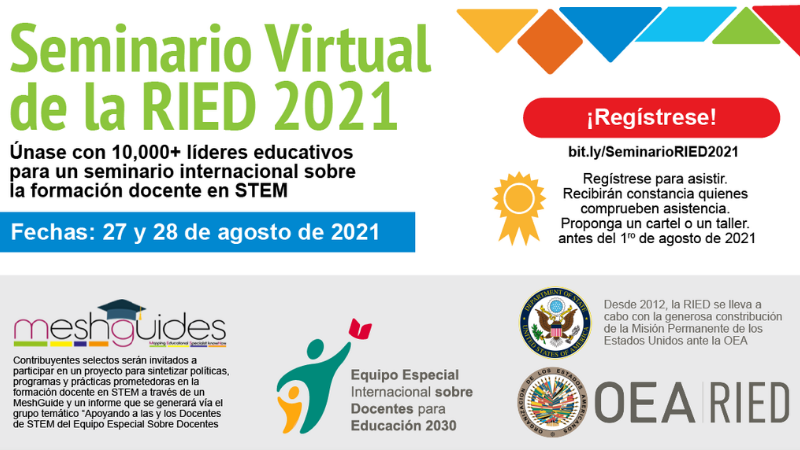 Seminario Virtual
de la RIED 2021
Únase con 10,000+ líderes educativos
para un seminario internacional sobre
la formación docente en STEM
Fechas: 27 y 28 de agosto de 2021
¡Regístrese!
bit.ly/SeminarioRIED2021
Regístrese para asistir.
Recibirán constancia quienes
comprueben asistencia.
Proponga un cartel o un taller.
antes del 1ro de agosto de 2021
meshguides
Mapping Educational Specialist knowHow
Contribuyentes selectos serán invitados a
participar en un proyecto para sintetizar políticas,
programas y prácticas prometedoras en la
formación docente en STEM a través de un
MeshGuide y un informe que se generará vía el
grupo temático "Apoyando a las y los Docentes
de STEM del Equipo Especial Sobre Docentes
Equipo Especial
Internacional sobre
Docentes para
Educación 2030
DEPARTMENT OF STATE
UNITED STATES OF AMERICA
Desde 2012, la RIED se lleva a
cabo con la generosa constribución
de la Misión Permanente de los
Estados Unidos ante la OEA
ORGANIZACION DE LOS ESTADOS AMERICANOS
OEA | RIED